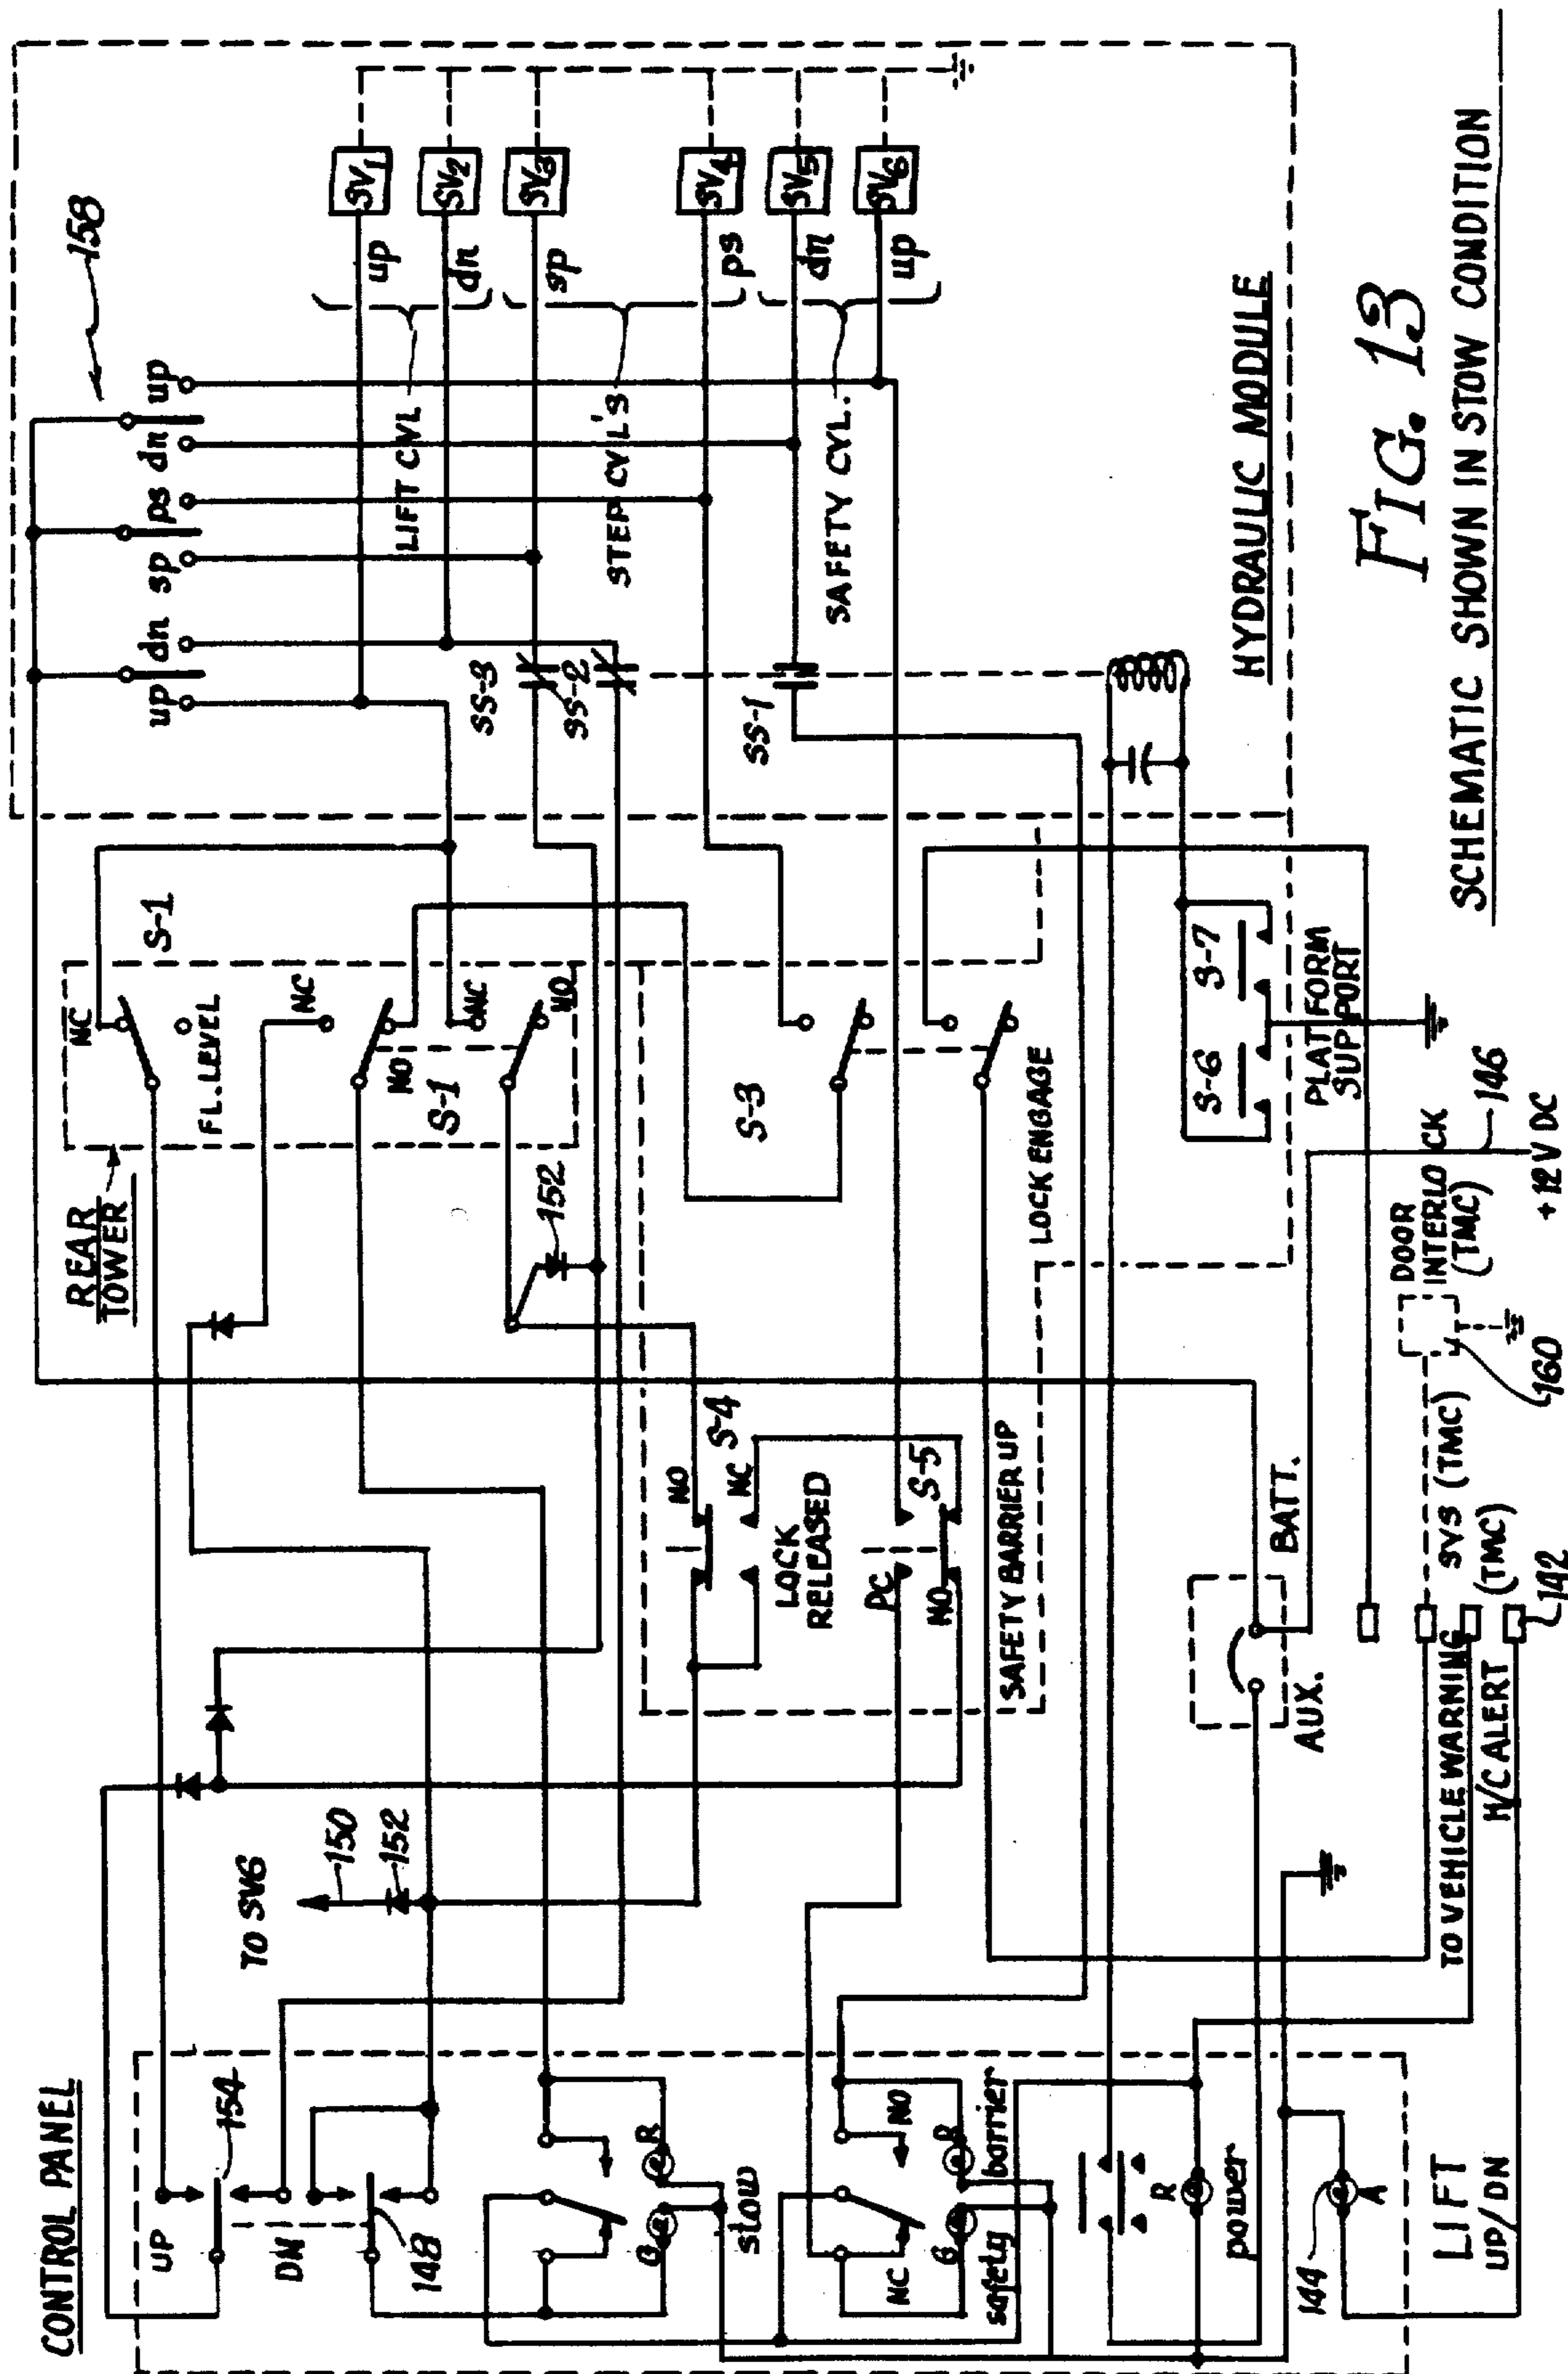 CONTROL PANEL
UP
154
DN
148
G
R
stow
NC
NO
G
R
safety
barrier
R
power
144
A
LIFT
UP/DN
TO SV6
150
152
REAR
TOWER
NC
S-1
FL. LEVEL
NC
NO
S-1
NC
NO
152
S-3
LOCK ENGAGE
NO
S-4
NC
LOCK
RELEASED
PC
S-5
NO
SAFETY BARRIER UP
S-6
S-7
PLATFORM
SUPPORT
AUX.
BATT.
TO VEHICLE WARNING
SYS (TMC)
H/C ALERT
(TMC)
142
160
DOOR
INTERLOCK
(TMC)
146
+12V DC
158
up
dn
sp
ps
dn
up
SS-3
SS-2
SS-1
LIFT CYL
STEP CYL'S
SAFETY CYL.
up
dn
sp
ps
dn
up
SV1
SV2
SV3
SV4
SV5
SV6
HYDRAULIC MODULE
FIG. 13
SCHEMATIC SHOWN IN STOW CONDITION